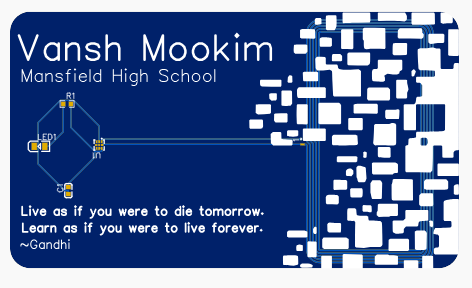 Vansh Mookim
Mansfield High School
R1
LED1
Live as if you were to die tomorrow.
Learn as if you were to live forever.
~Gandhi